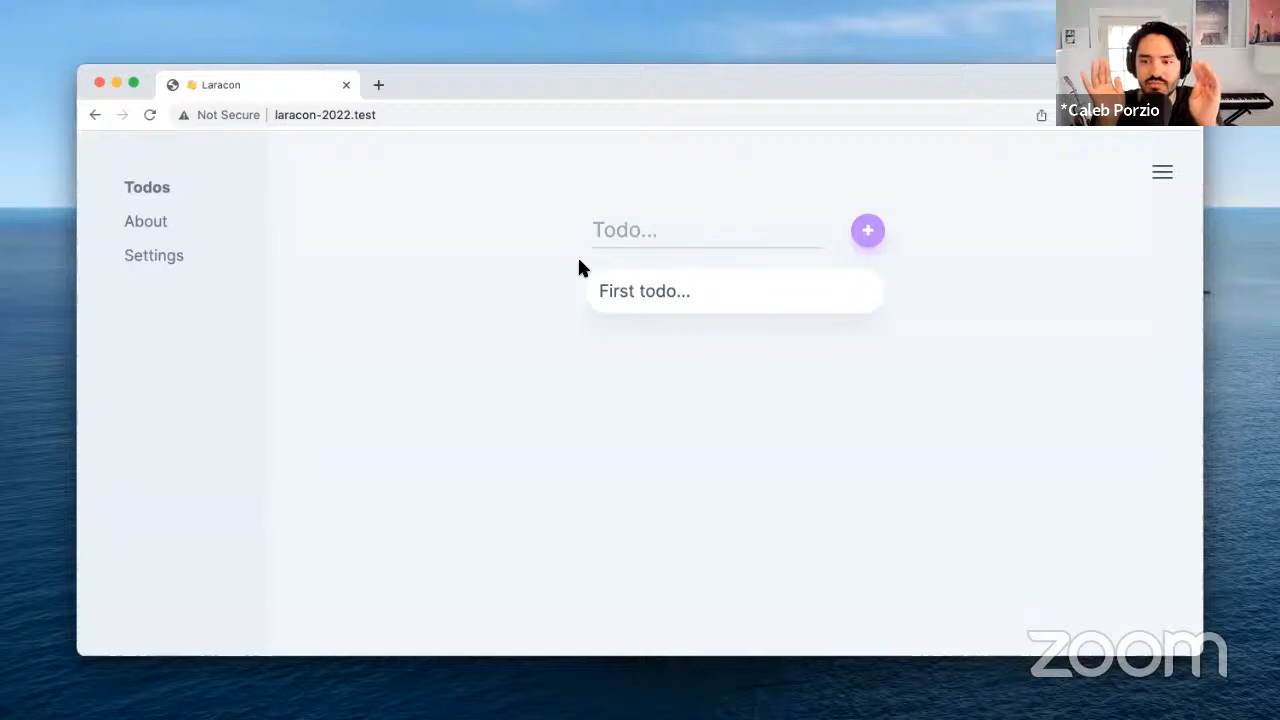 👋 Laracon
Not Secure
laracon-2022.test
*Caleb Porzio
Todos
About
Settings
Todo...
+
First todo...
zoom